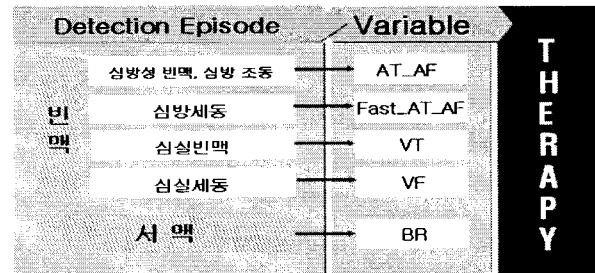 Detection Episode
Variable
심방성 빈맥, 심방 조동
AT_AF
심방세동
Fast_AT_AF
빈맥
심실빈맥
VT
심실세동
VF
서 맥
BR
THERAPY